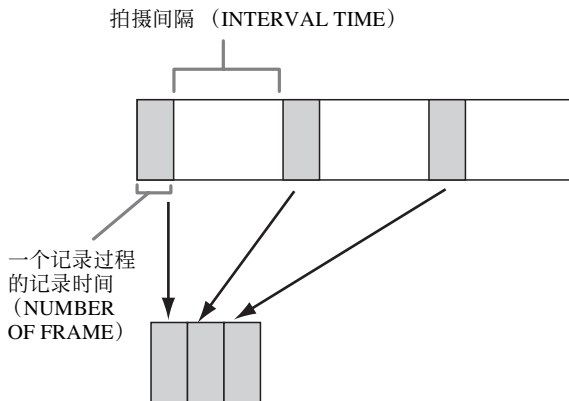 拍摄间隔（INTERVAL TIME）
一个记录过程
的记录时间
（NUMBER
OF FRAME）